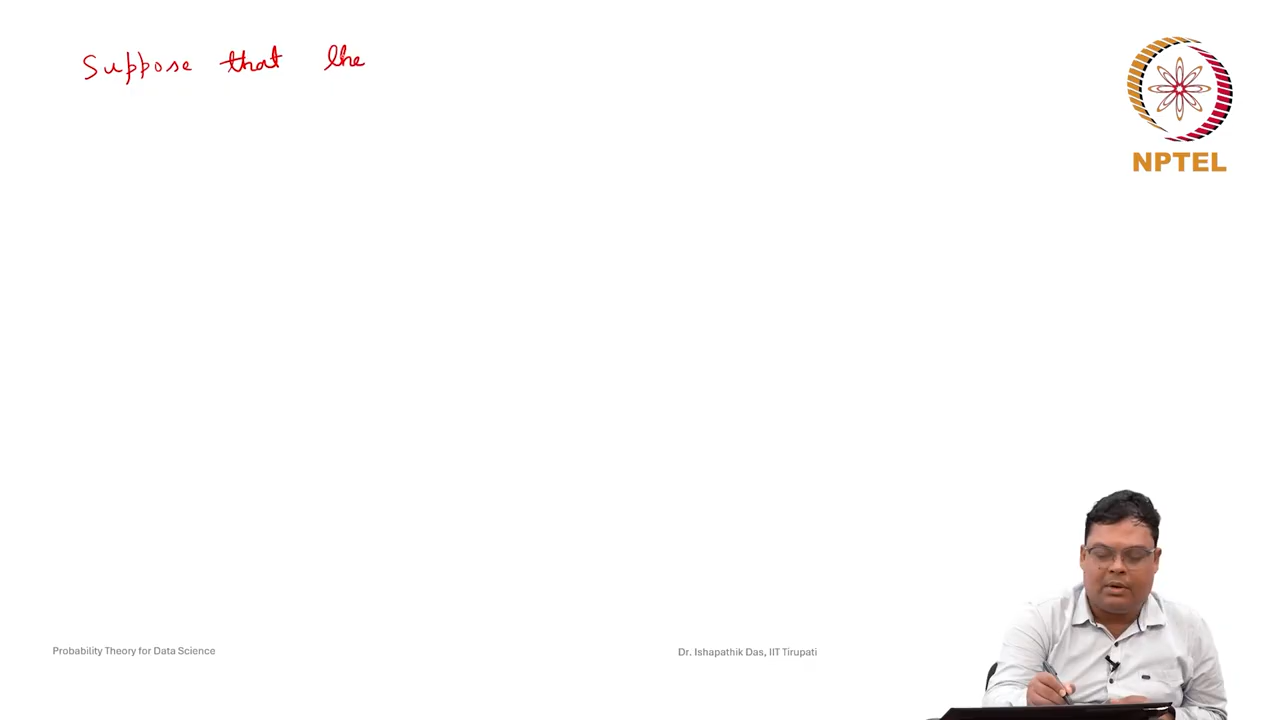 Suppose that the
NPTEL
Probability Theory for Data Science
Dr. Ishapathik Das, IIT Tirupati